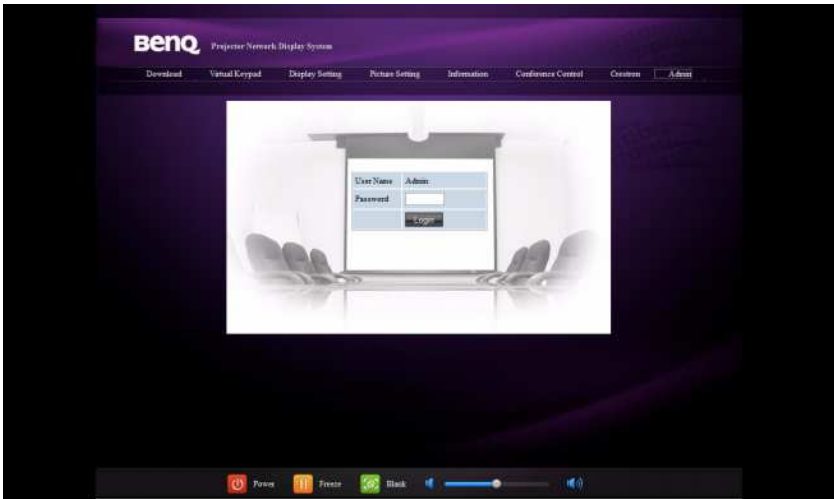 BenQ Projector Network Display System
Download Virtual Keypad Display Setting Picture Setting Information Conference Control Crestron Admin
User Name Admin
Password
Login
Power Freeze Blank